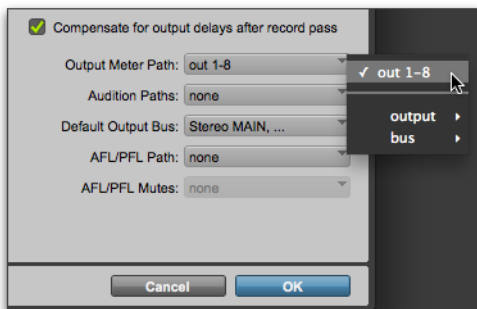 Compensate for output delays after record pass
Output Meter Path: out 1-8
✓ out 1-8
Audition Paths: none
output
Default Output Bus: Stereo MAIN, ...
bus
AFL/PFL Path: none
AFL/PFL Mutes: none
Cancel OK